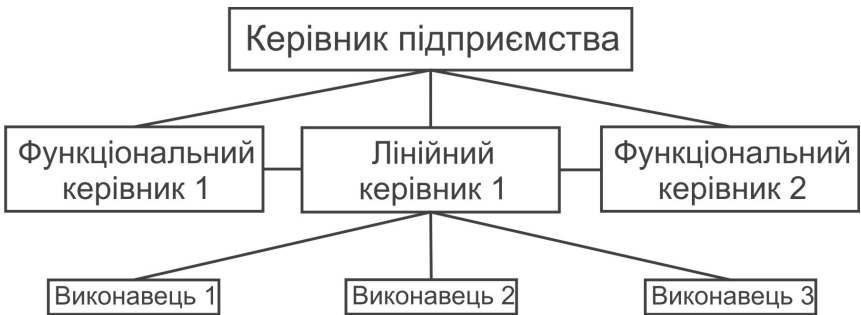 Керівник підприємства
Функціональний
керівник 1
Лінійний
керівник 1
Функціональний
керівник 2
Виконавець 1
Виконавець 2
Виконавець 3